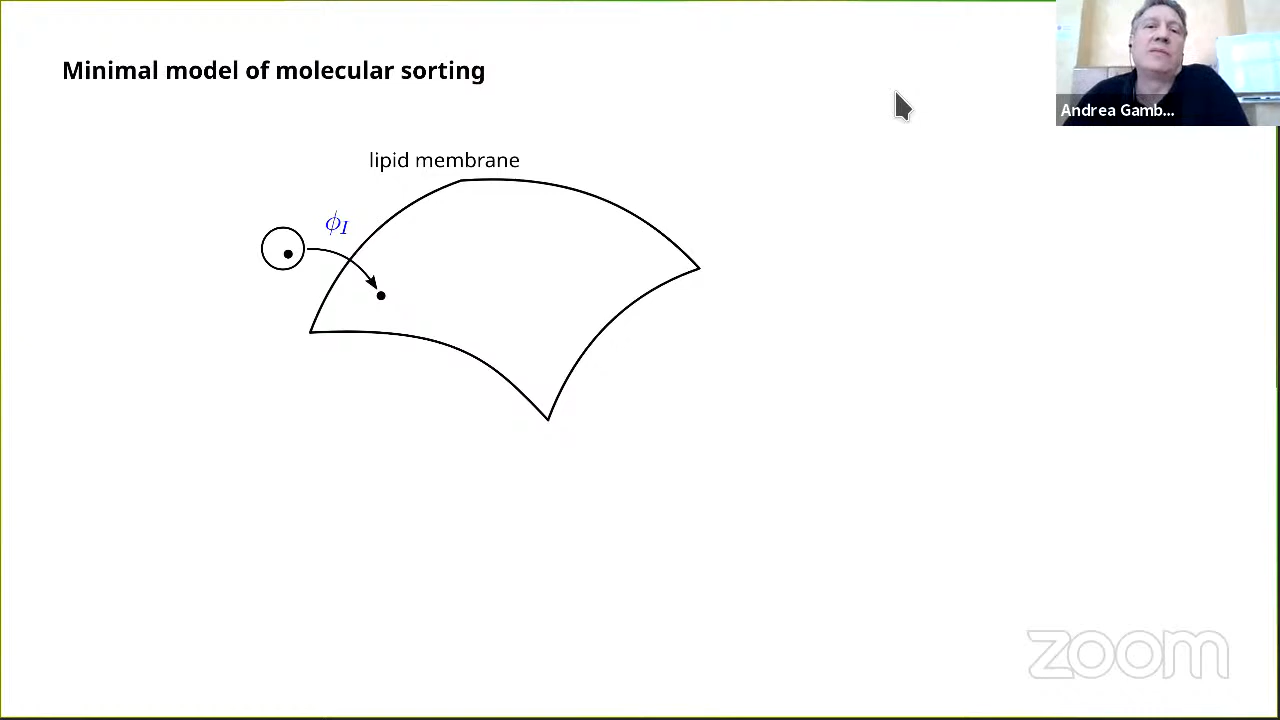 Minimal model of molecular sorting
Andrea Gamb...
lipid membrane
ϕI
zoom